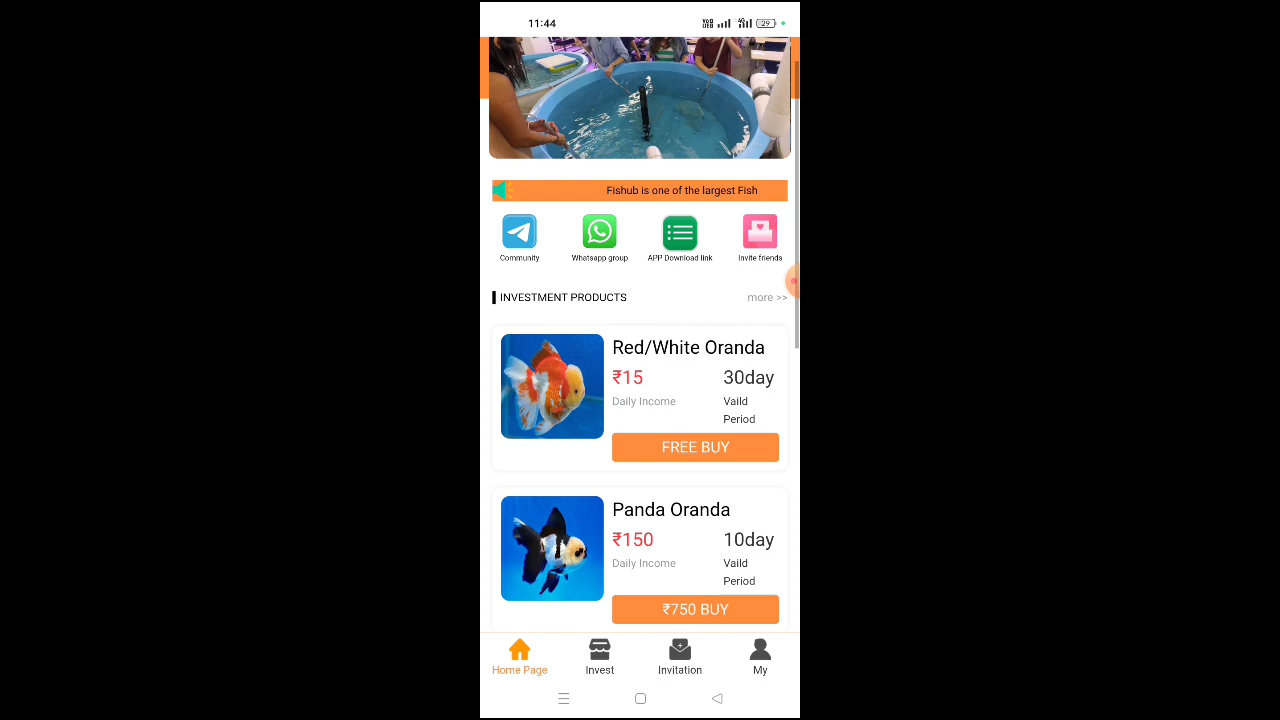 11:44
29
Fishub is one of the largest Fish
Community
Whatsapp group
APP Download link
Invite friends
INVESTMENT PRODUCTS
more >>
Red/White Oranda
₹15
30day
Daily Income
Vaild
Period
FREE BUY
Panda Oranda
₹150
10day
Daily Income
Vaild
Period
₹750 BUY
Home Page
Invest
Invitation
My